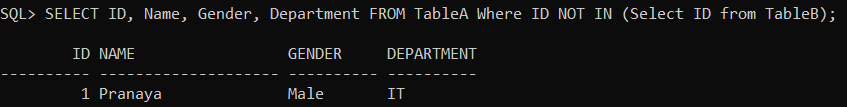 SQL> SELECT ID, Name, Gender, Department FROM TableA Where ID NOT IN (Select ID from TableB);
        ID NAME                 GENDER     DEPARTMENT
---------- -------------------- ---------- ----------
         1 Pranaya              Male       IT